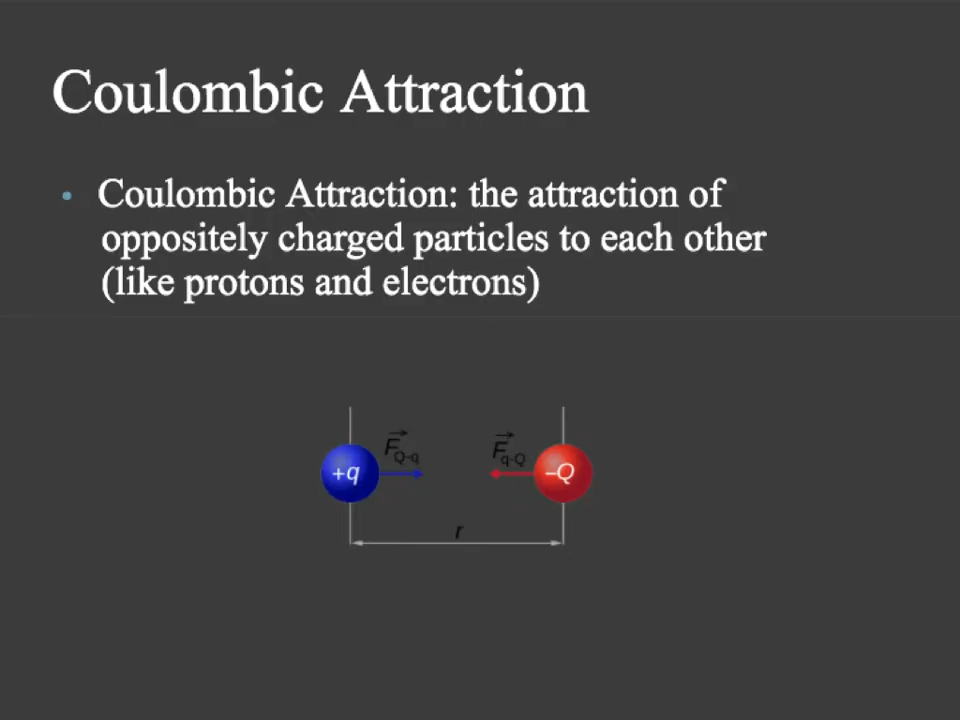 Coulombic Attraction
• Coulombic Attraction: the attraction of
oppositely charged particles to each other
(like protons and electrons)
F Q-q
F q-Q
+q
–Q
r